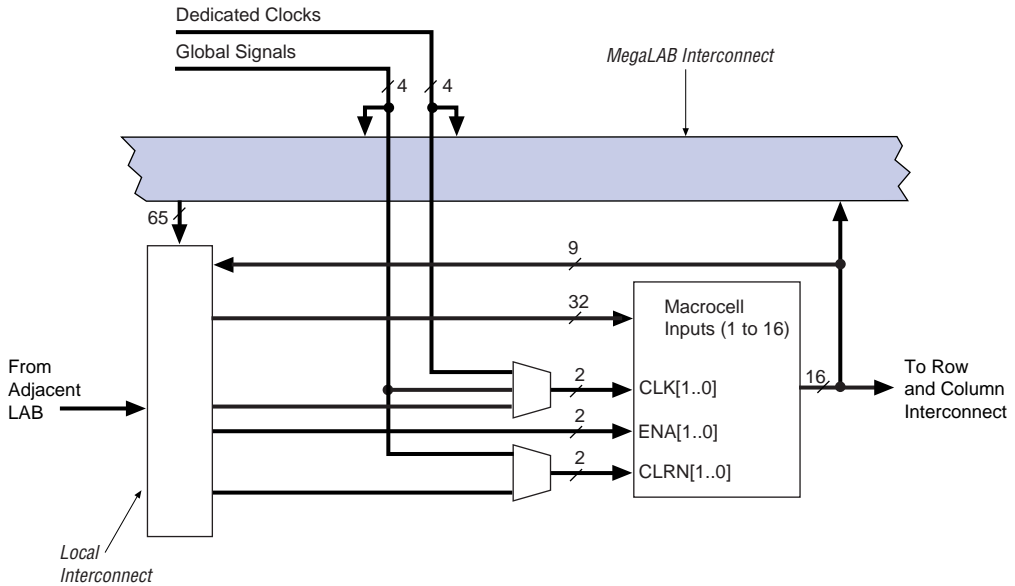 Dedicated Clocks
Global Signals
MegaLAB Interconnect
4
4
65
9
32
Macrocell
Inputs (1 to 16)
From
Adjacent
LAB
2
CLK[1..0]
16
To Row
and Column
Interconnect
2
ENA[1..0]
2
CLRN[1..0]
Local
Interconnect